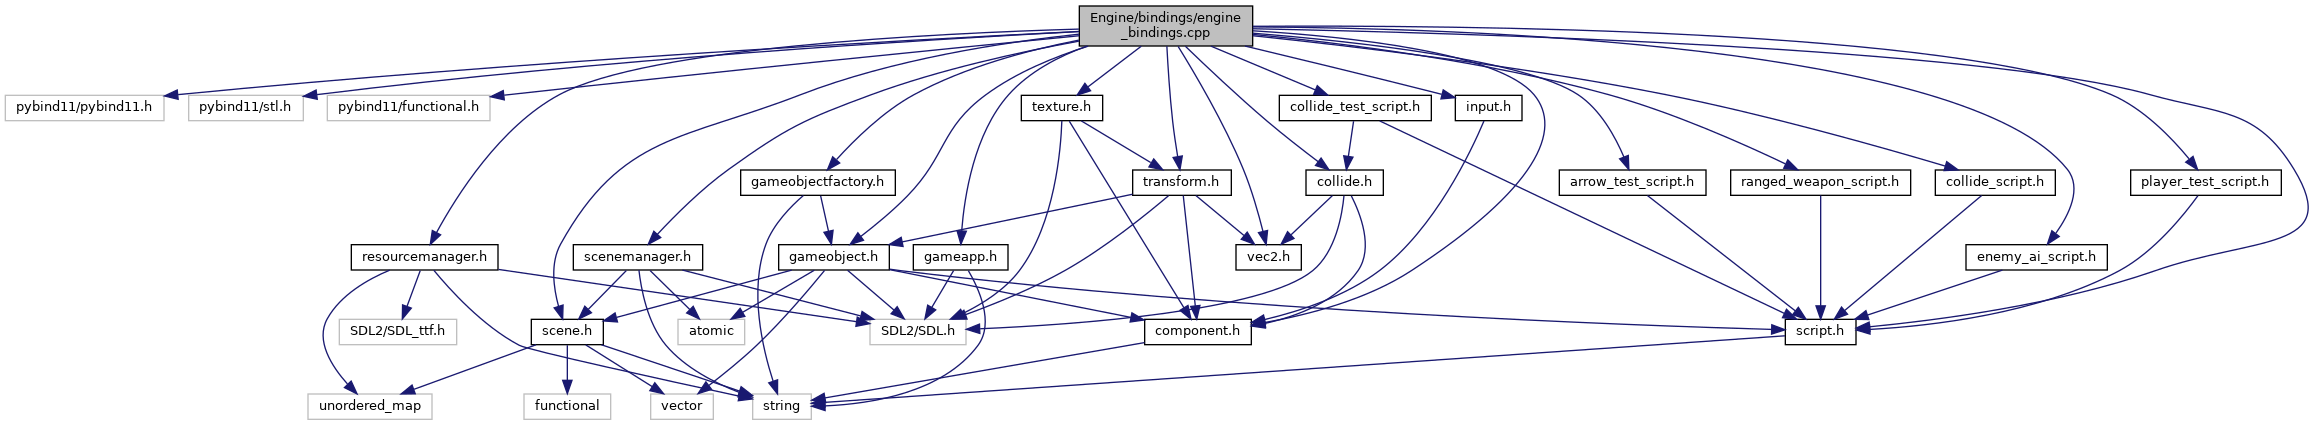 Engine/bindings/engine
_bindings.cpp
pybind11/pybind11.h
pybind11/stl.h
pybind11/functional.h
texture.h
collide_test_script.h
input.h
gameobjectfactory.h
transform.h
collide.h
arrow_test_script.h
ranged_weapon_script.h
collide_script.h
player_test_script.h
resourcemanager.h
scenemanager.h
gameobject.h
gameapp.h
vec2.h
enemy_ai_script.h
SDL2/SDL_ttf.h
scene.h
atomic
SDL2/SDL.h
component.h
script.h
unordered_map
functional
vector
string